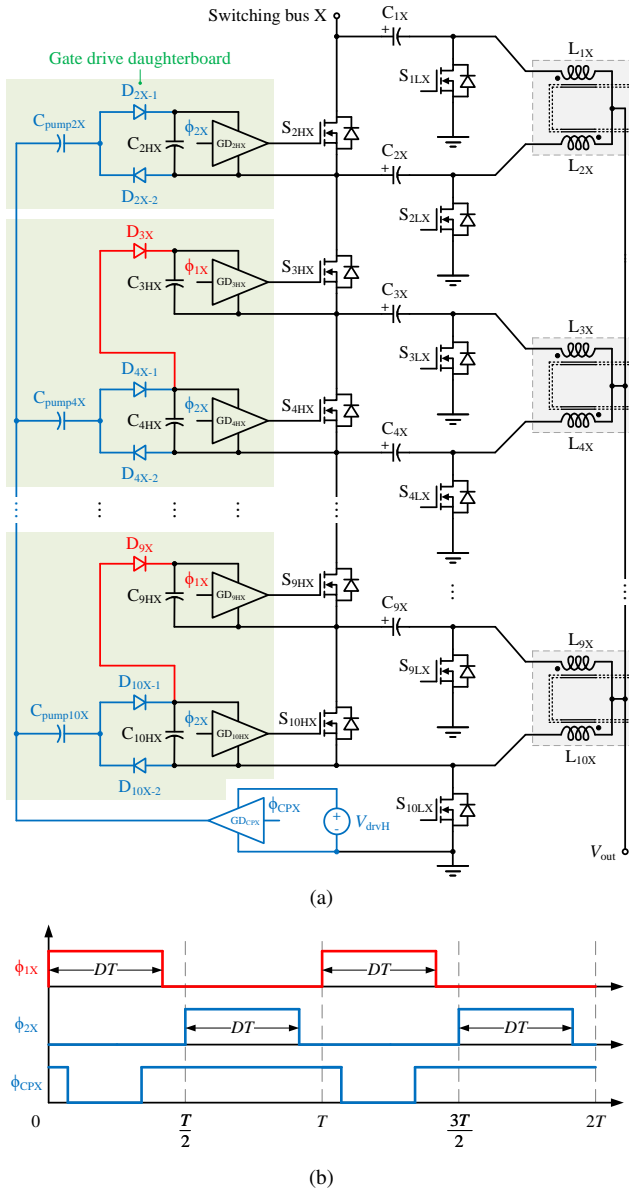 Switching bus X
Gate drive daughterboard
C1X
+
L1X
S1LX
D2X-1
Cpump2X
C2HX
ϕ2X
GD2HX
S2HX
D2X-2
C2X
+
L2X
S2LX
D3X
C3HX
ϕ1X
GD3HX
S3HX
C3X
+
L3X
S3LX
D4X-1
Cpump4X
C4HX
ϕ2X
GD4HX
S4HX
D4X-2
C4X
+
L4X
S4LX
D9X
C9HX
ϕ1X
GD9HX
S9HX
C9X
+
L9X
S9LX
D10X-1
Cpump10X
C10HX
ϕ2X
GD10HX
S10HX
D10X-2
L10X
S10LX
GDCPX
ϕCPX
+
-
VdrvH
Vout
(a)
ϕ1X
DT
DT
ϕ2X
DT
DT
ϕCPX
0
T/2
T
3T/2
2T
(b)